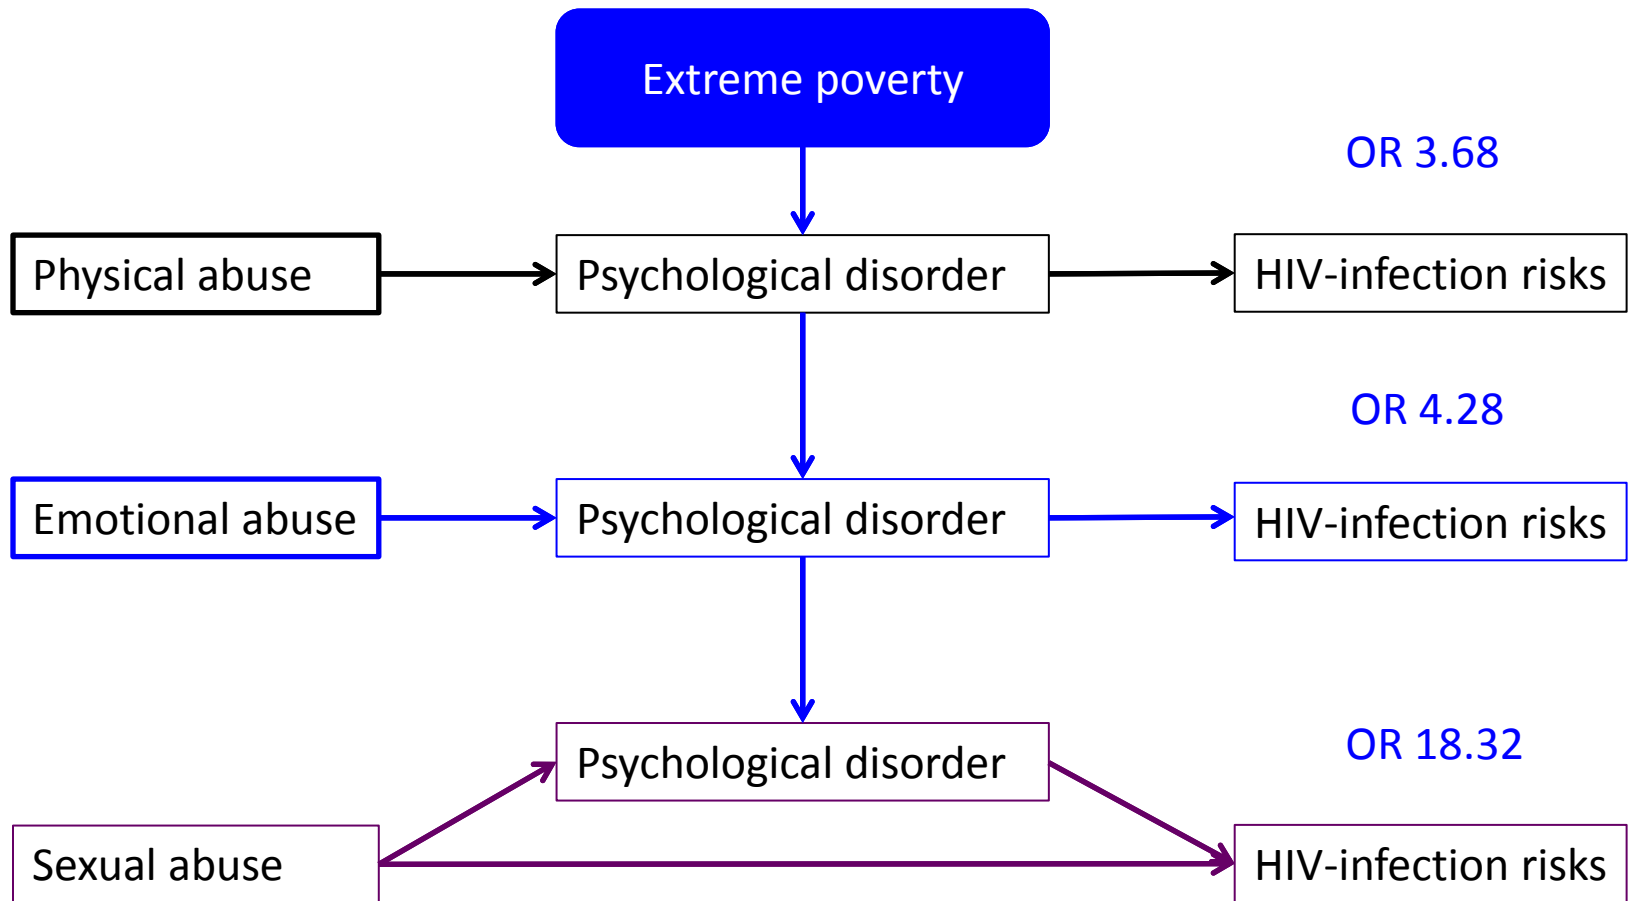 Extreme poverty
OR 3.68
Physical abuse
Psychological disorder
HIV-infection risks
OR 4.28
Emotional abuse
Psychological disorder
HIV-infection risks
OR 18.32
Psychological disorder
Sexual abuse
HIV-infection risks